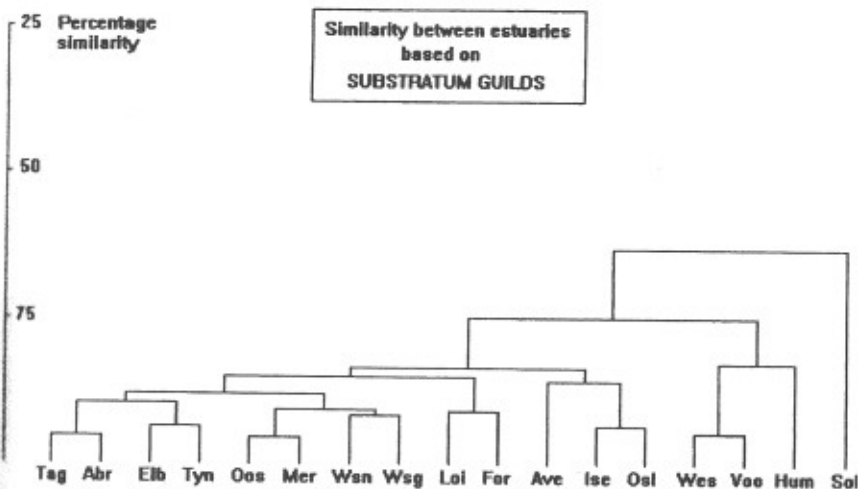 25 Percentage
similarity
Similarity between estuaries
based on
SUBSTRATUM GUILDS
50
75
Tag Abr Elb Tyn Oos Mer Wsn Wsg Loi For Ave Ise Osl Wes Voo Hum Sol